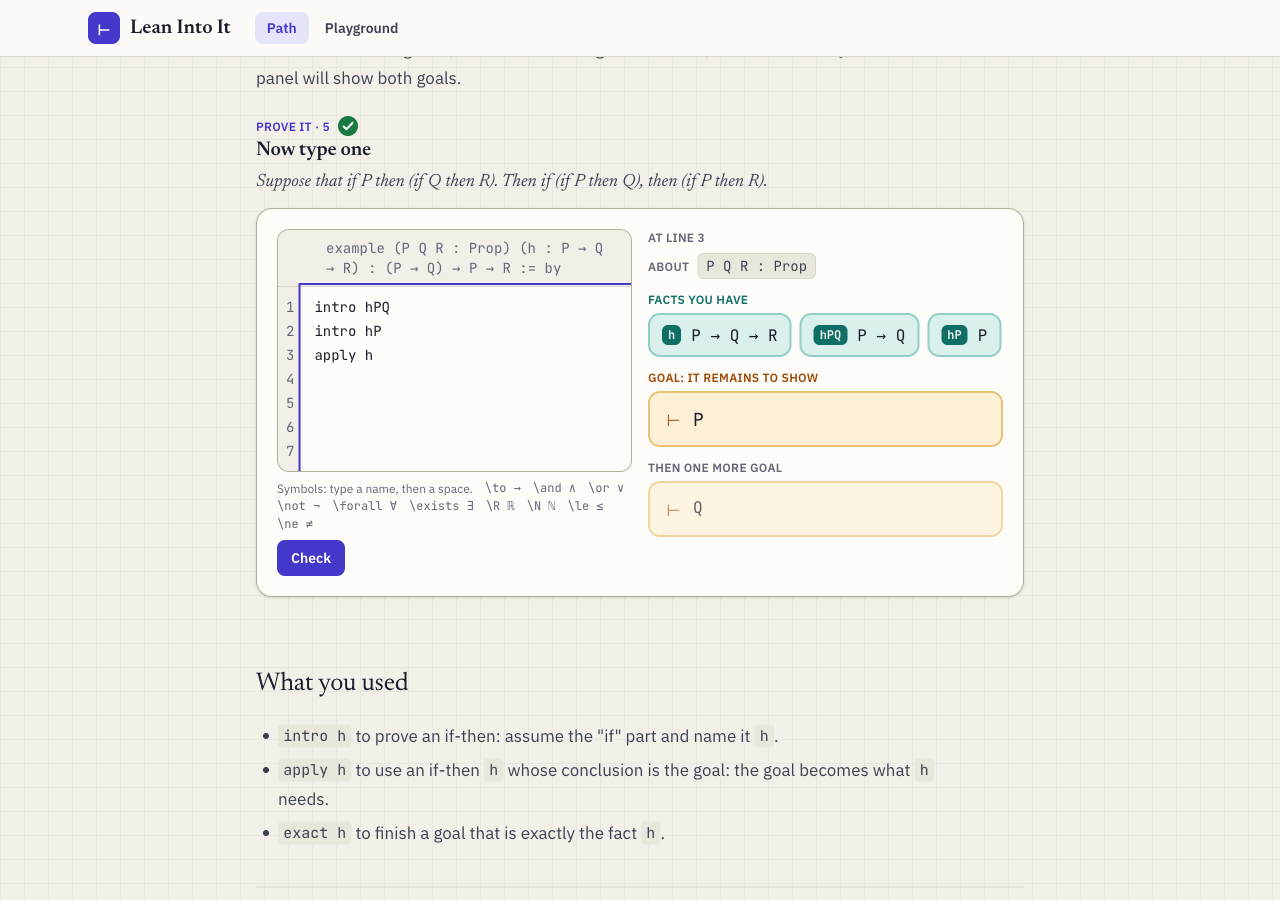 ⊢ Lean Into It Path Playground
panel will show both goals.
PROVE IT · 5
Now type one
Suppose that if P then (if Q then R). Then if (if P then Q), then (if P then R).
example (P Q R : Prop) (h : P → Q
→ R) : (P → Q) → P → R := by
1 intro hPQ
2 intro hP
3 apply h
4
5
6
7
Symbols: type a name, then a space. \to → \and ∧ \or ∨
\not ¬ \forall ∀ \exists ∃ \R ℝ \N ℕ \le ≤
\ne ≠
Check
AT LINE 3
ABOUT P Q R : Prop
FACTS YOU HAVE
h P → Q → R hPQ P → Q hP P
GOAL: IT REMAINS TO SHOW
⊢ P
THEN ONE MORE GOAL
⊢ Q
What you used
• intro h to prove an if-then: assume the "if" part and name it h.
• apply h to use an if-then h whose conclusion is the goal: the goal becomes what h
needs.
• exact h to finish a goal that is exactly the fact h.